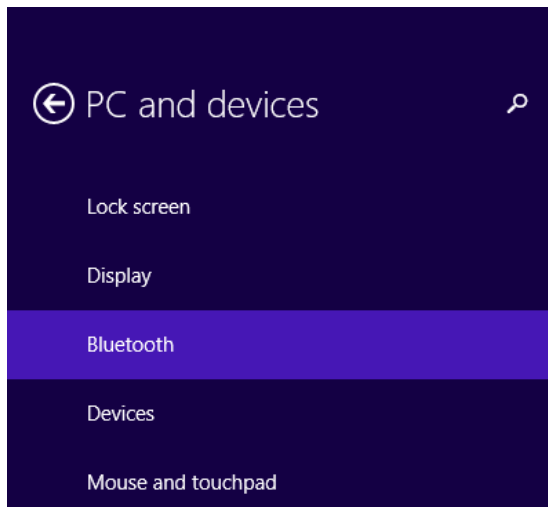 PC and devices
Lock screen
Display
Bluetooth
Devices
Mouse and touchpad